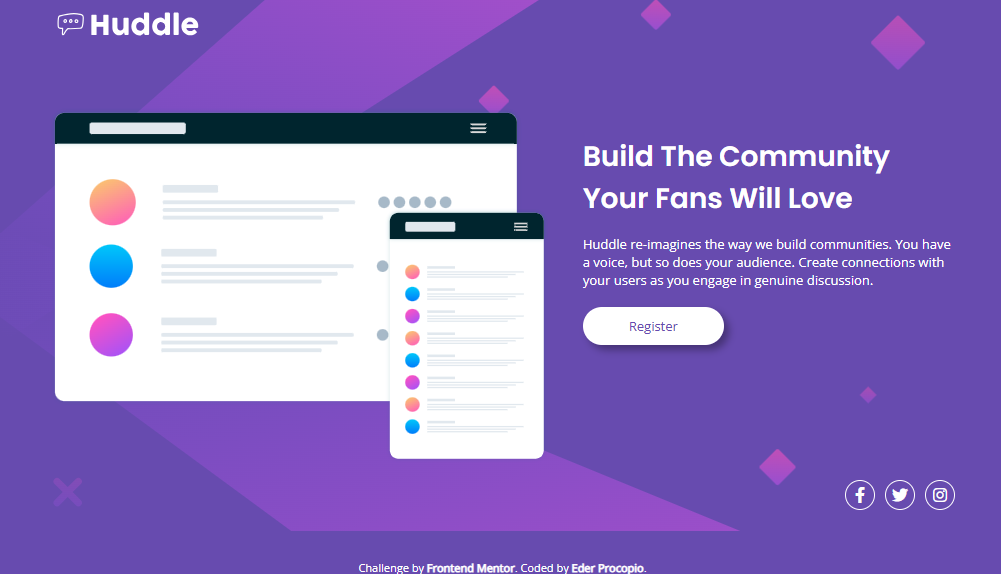 Huddle
Build The Community
Your Fans Will Love
Huddle re-imagines the way we build communities. You have
a voice, but so does your audience. Create connections with
your users as you engage in genuine discussion.
Register
Challenge by Frontend Mentor. Coded by Eder Procopio.